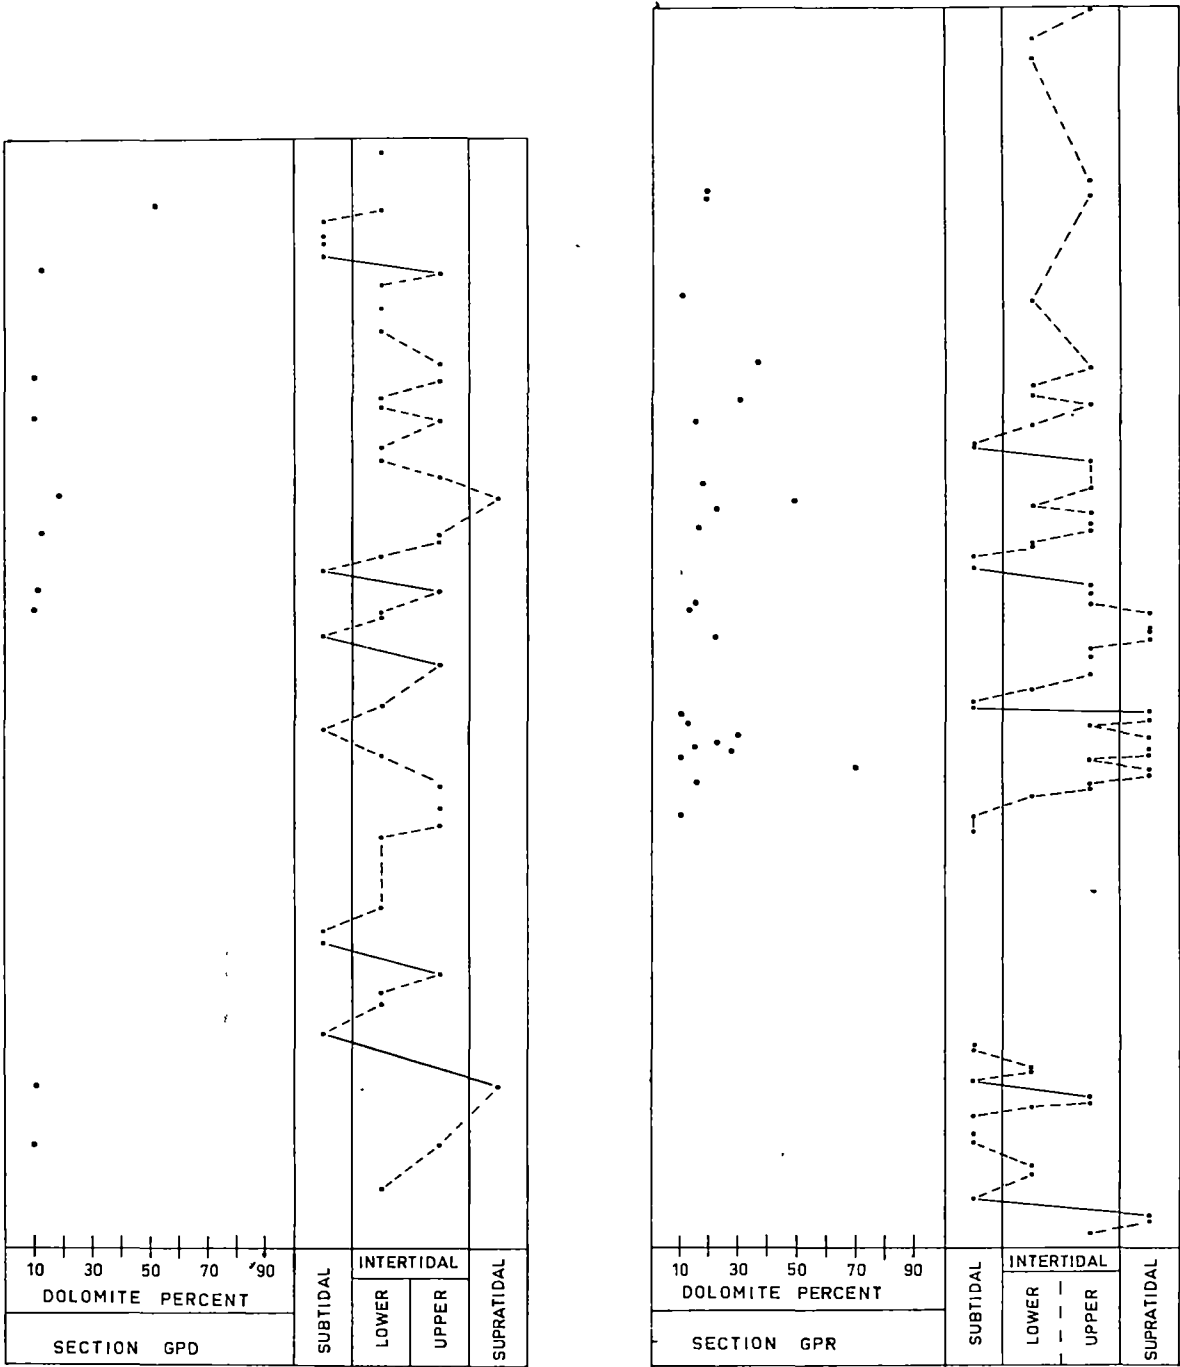 10 30 50 70 90
DOLOMITE PERCENT
SECTION GPD
SUBTIDAL
INTERTIDAL
LOWER
UPPER
SUPRATIDAL
10 30 50 70 90
DOLOMITE PERCENT
SECTION GPR
SUBTIDAL
INTERTIDAL
LOWER
UPPER
SUPRATIDAL